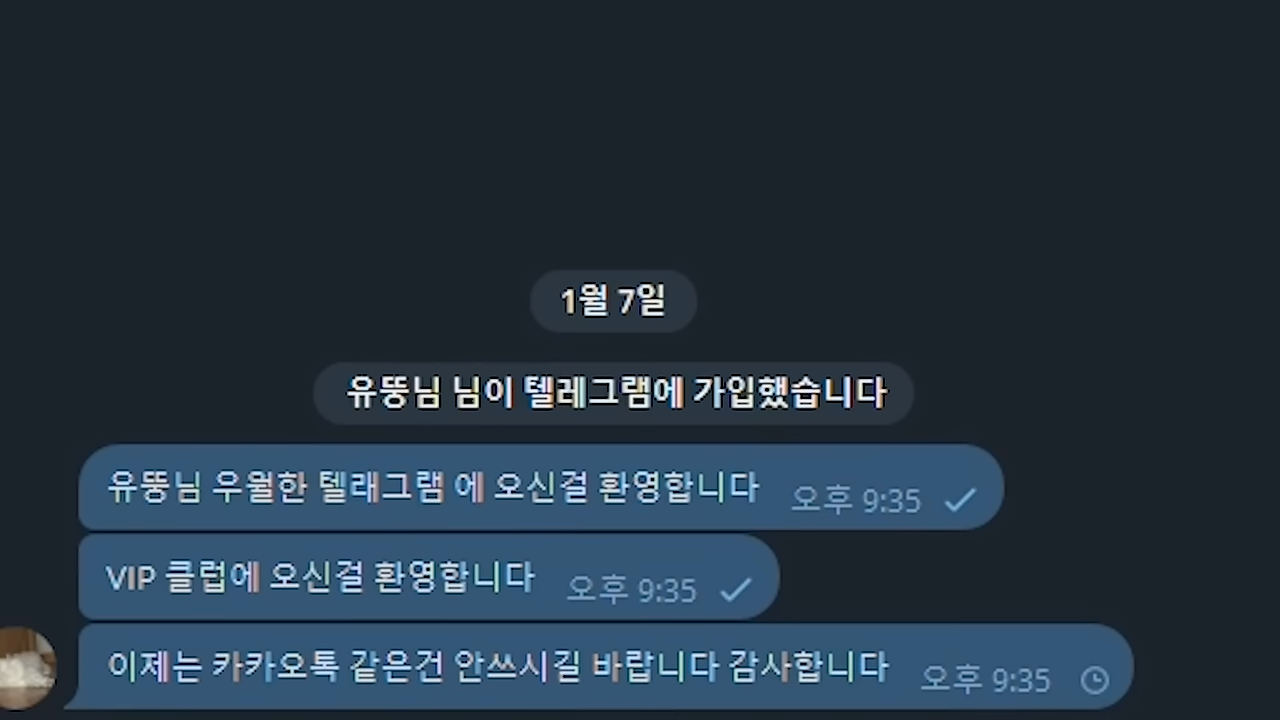 1월 7일
유뚱님 님이 텔레그램에 가입했습니다
유뚱님 우월한 텔래그램 에 오신걸 환영합니다 오후 9:35
VIP 클럽에 오신걸 환영합니다 오후 9:35
이제는 카카오톡 같은건 안쓰시길 바랍니다 감사합니다 오후 9:35